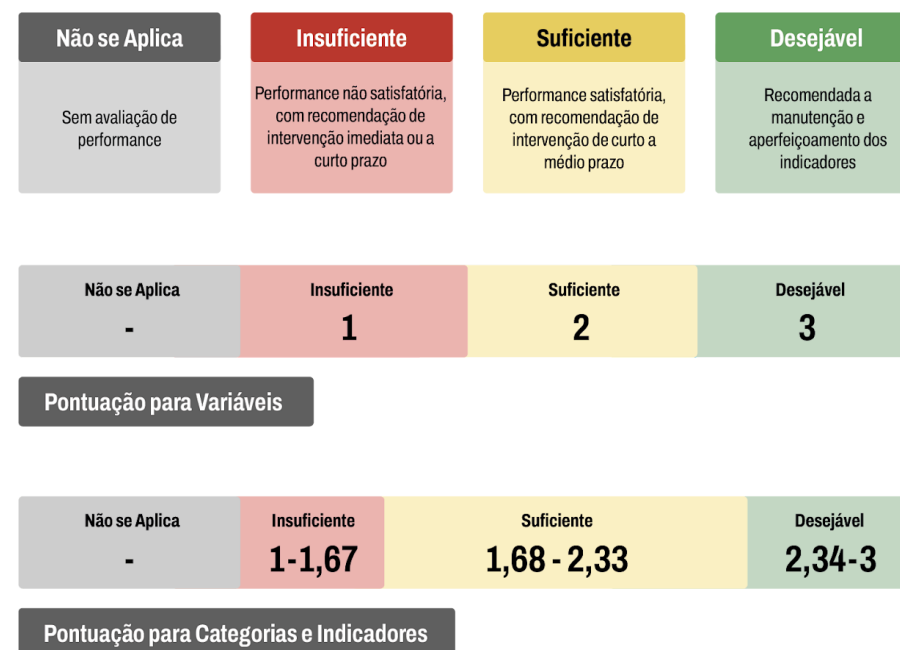 Não se Aplica
Sem avaliação de
performance
Insuficiente
Performance não satisfatória,
com recomendação de
intervenção imediata ou a
curto prazo
Suficiente
Performance satisfatória,
com recomendação de
intervenção de curto a
médio prazo
Desejável
Recomendada a
manutenção e
aperfeiçoamento dos
indicadores
Não se Aplica
-
Insuficiente
1
Suficiente
2
Desejável
3
Pontuação para Variáveis
Não se Aplica
-
Insuficiente
1-1,67
Suficiente
1,68 - 2,33
Desejável
2,34-3
Pontuação para Categorias e Indicadores